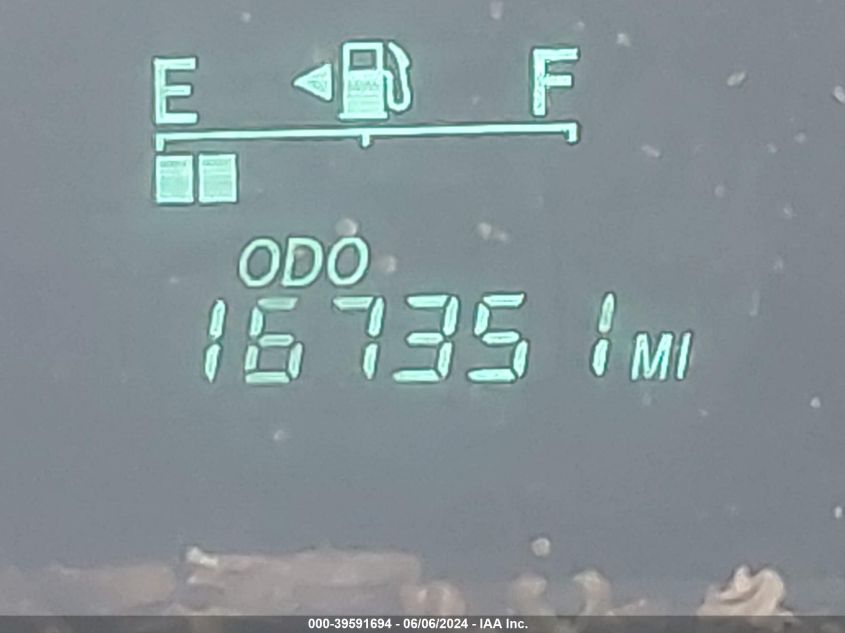 E F
ODO
167351 MI
000-39591694 - 06/06/2024 - IAA Inc.